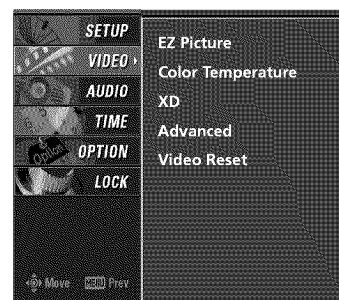 SETUP
VIDEO
AUDIO
TIME
OPTION
LOCK
EZ Picture
Color Temperature
XD
Advanced
Video Reset
Move MENU Prev